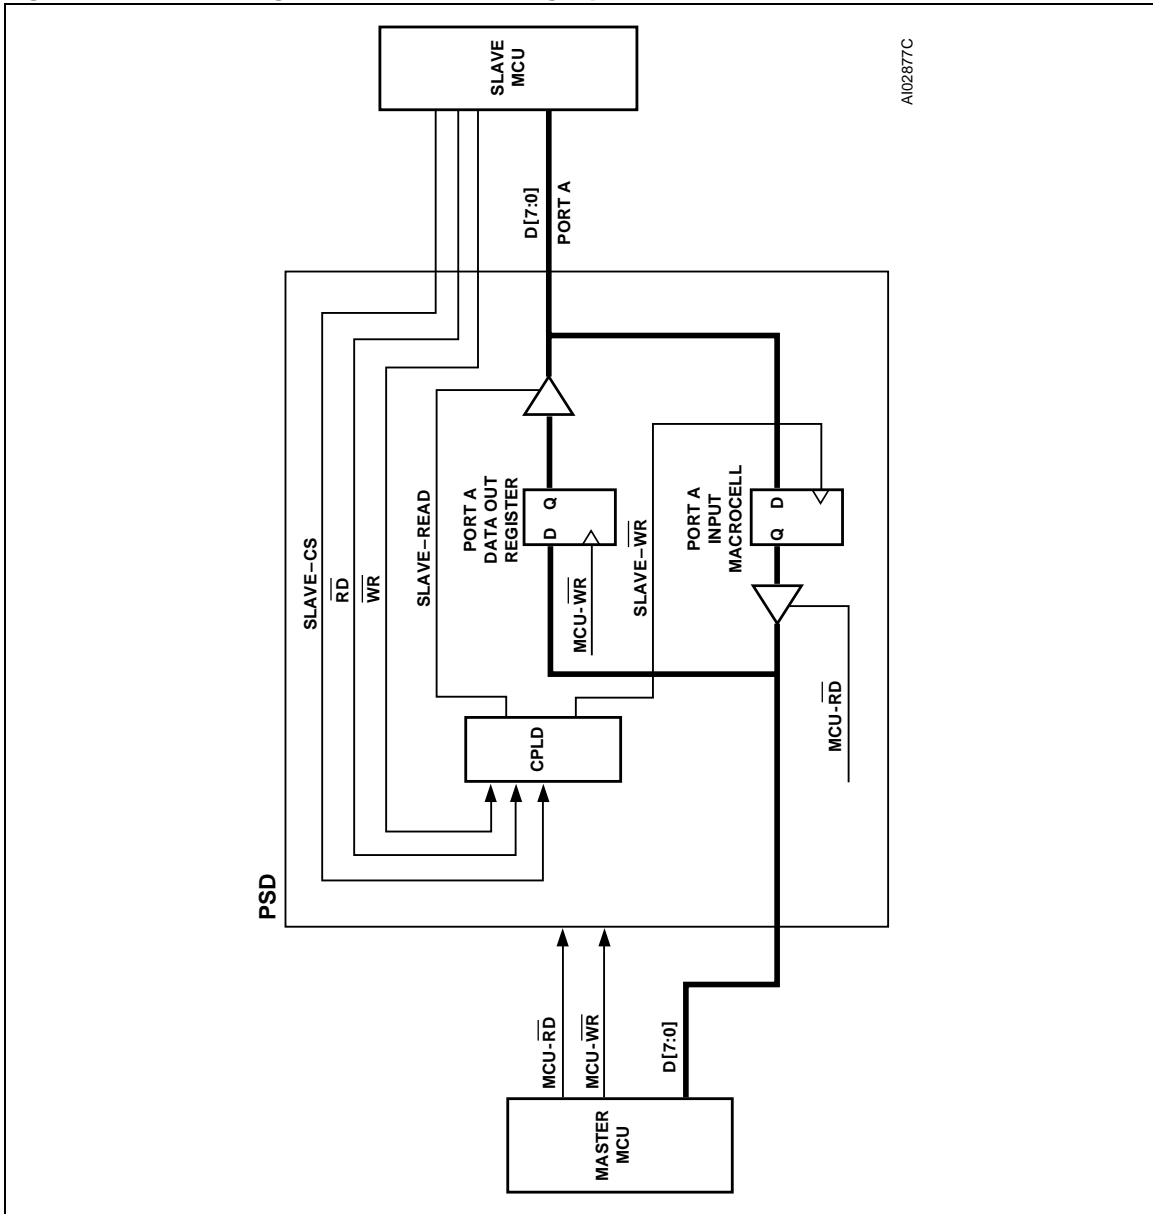 SLAVE
MCU
AI02877C
D[7:0]
PORT A
SLAVE–CS
RD
WR
SLAVE–READ
PORT A
DATA OUT
REGISTER
D Q
MCU-WR
SLAVE–WR
PORT A
INPUT
MACROCELL
Q D
MCU-RD
CPLD
PSD
MCU-RD
MCU-WR
D[7:0]
MASTER
MCU